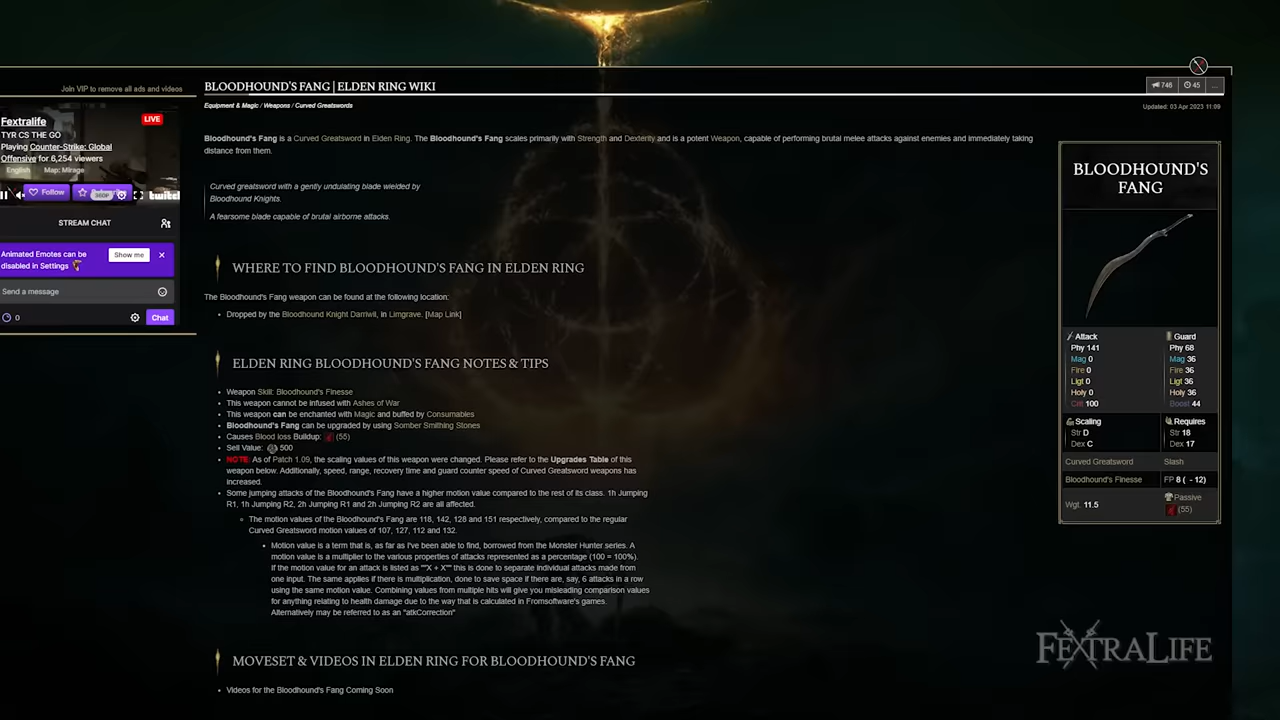 Join VIP to remove all ads and videos
Fextralife
LIVE
TYR CS THE GO
Playing Counter-Strike: Global
Offensive for 6,254 viewers
English Map: Mirage
Follow
360P
twitch
STREAM CHAT
Animated Emotes can be
disabled in Settings
Show me
Send a message
0
Chat
BLOODHOUND'S FANG | ELDEN RING WIKI
746
45
...
Equipment & Magic / Weapons / Curved Greatswords
Updated: 03 Apr 2023 11:09
Bloodhound's Fang is a Curved Greatsword in Elden Ring. The Bloodhound's Fang scales primarily with Strength and Dexterity and is a potent Weapon, capable of performing brutal melee attacks against enemies and immediately taking
distance from them.
Curved greatsword with a gently undulating blade wielded by
Bloodhound Knights.
A fearsome blade capable of brutal airborne attacks.
WHERE TO FIND BLOODHOUND'S FANG IN ELDEN RING
The Bloodhound's Fang weapon can be found at the following location:
Dropped by the Bloodhound Knight Darriwil, in Limgrave. [Map Link]
ELDEN RING BLOODHOUND'S FANG NOTES & TIPS
Weapon Skill: Bloodhound's Finesse
This weapon cannot be infused with Ashes of War
This weapon can be enchanted with Magic and buffed by Consumables
Bloodhound's Fang can be upgraded by using Somber Smithing Stones
Causes Blood loss Buildup: (55)
Sell Value: 500
NOTE: As of Patch 1.09, the scaling values of this weapon were changed. Please refer to the Upgrades Table of this
weapon below. Additionally, speed, range, recovery time and guard counter speed of Curved Greatsword weapons has
increased.
Some jumping attacks of the Bloodhound's Fang have a higher motion value compared to the rest of its class. 1h Jumping
R1, 1h Jumping R2, 2h Jumping R1 and 2h Jumping R2 are all affected.
The motion values of the Bloodhound's Fang are 118, 142, 128 and 151 respectively, compared to the regular
Curved Greatsword motion values of 107, 127, 112 and 132.
Motion value is a term that is, as far as I've been able to find, borrowed from the Monster Hunter series. A
motion value is a multiplier to the various properties of attacks represented as a percentage (100 = 100%).
If the motion value for an attack is listed as ""X + X"" this is done to separate individual attacks made from
one input. The same applies if there is multiplication, done to save space if there are, say, 6 attacks in a row
using the same motion value. Combining values from multiple hits will give you misleading comparison values
for anything relating to health damage due to the way that is calculated in Fromsoftware's games.
Alternatively may be referred to as an "atkCorrection"
MOVESET & VIDEOS IN ELDEN RING FOR BLOODHOUND'S FANG
Videos for the Bloodhound's Fang Coming Soon
BLOODHOUND'S
FANG
Attack Guard
Phy 141 Phy 68
Mag 0 Mag 36
Fire 0 Fire 36
Ligt 0 Ligt 36
Holy 0 Holy 36
Crit 100 Boost 44
Scaling Requires
Str D Str 18
Dex C Dex 17
Curved Greatsword Slash
Bloodhound's Finesse FP 8 ( - 12)
Wgt. 11.5 Passive
(55)
FEXTRALIFE